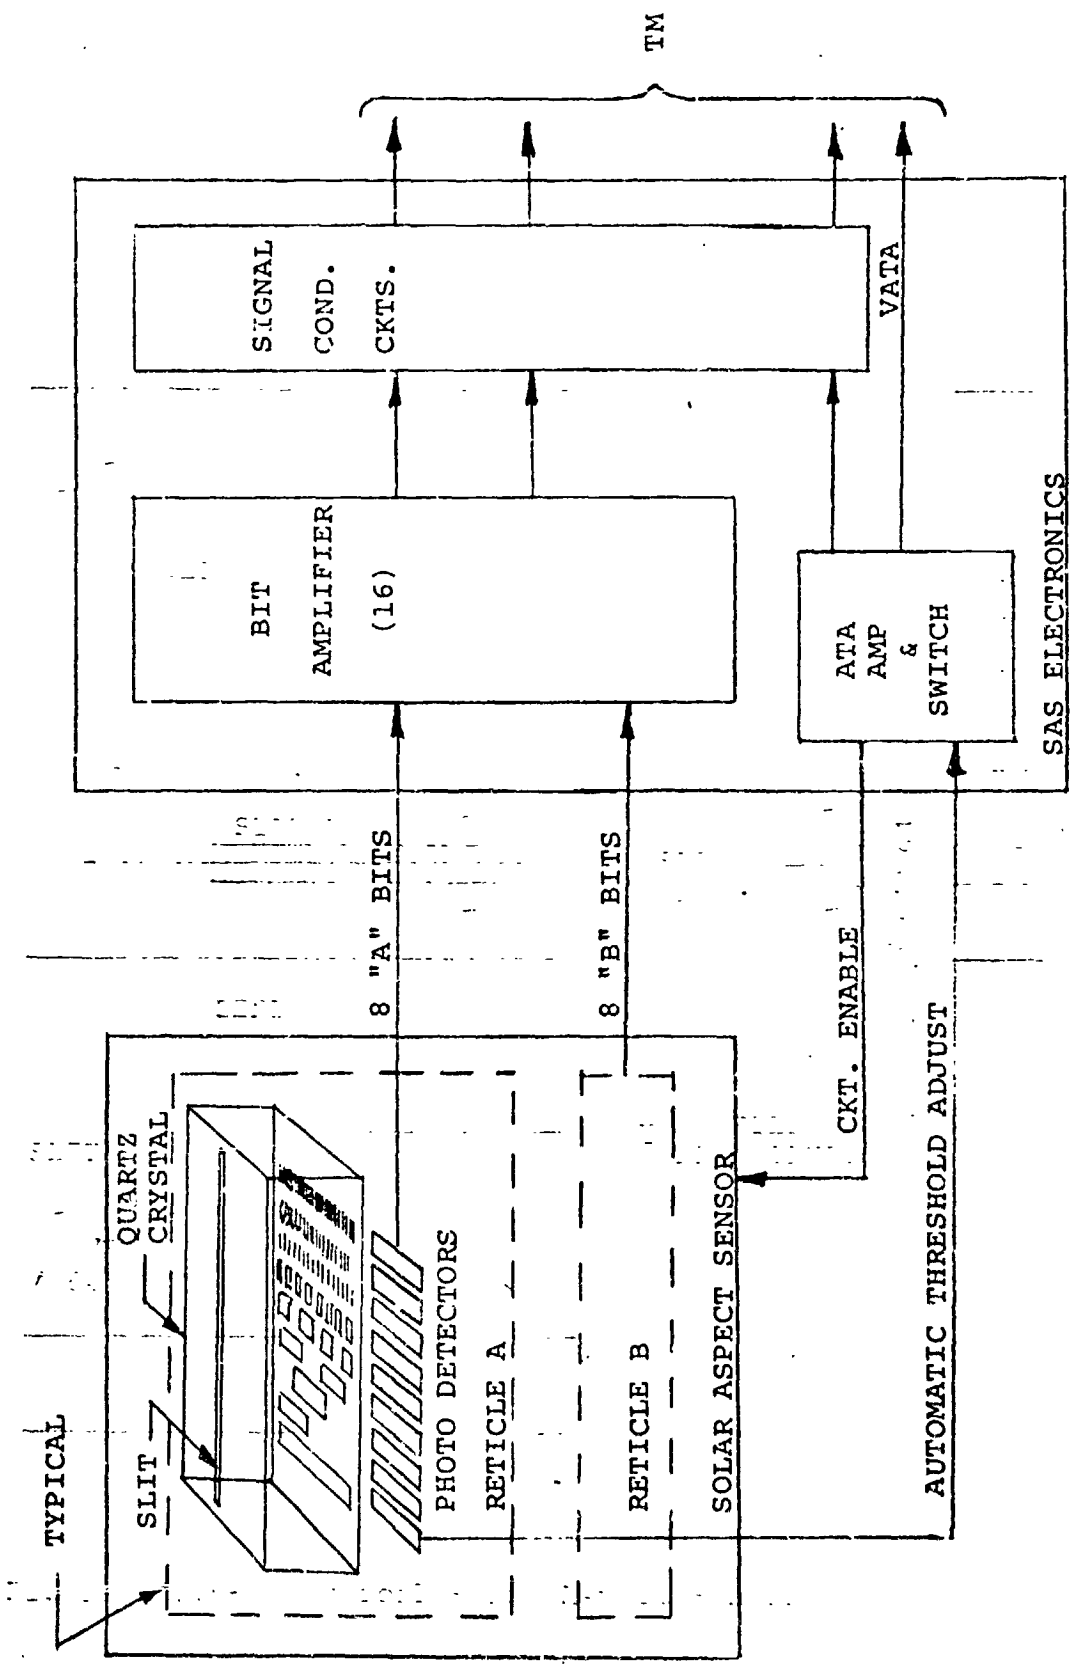 TYPICAL
SLIT
QUARTZ
CRYSTAL
PHOTO DETECTORS
RETICLE A
RETICLE B
SOLAR ASPECT SENSOR
8 "A" BITS
8 "B" BITS
CKT. ENABLE
AUTOMATIC THRESHOLD ADJUST
BIT
AMPLIFIER
(16)
ATA
AMP
&
SWITCH
SAS ELECTRONICS
SIGNAL
COND.
CKTS.
VATA
TM